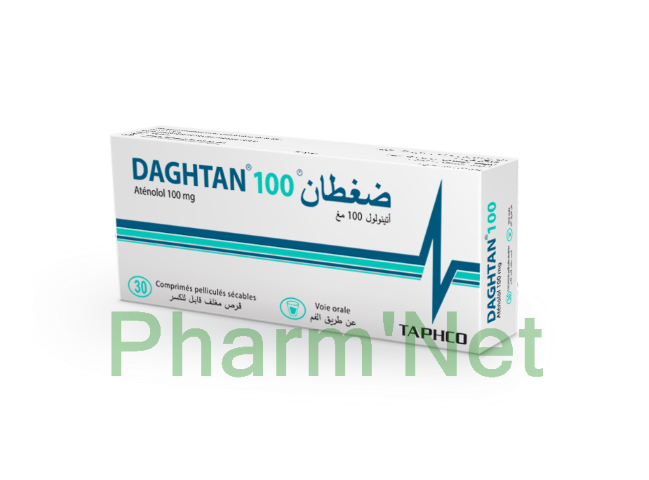 DAGHTAN® 100 ®ضغطان
Aténolol 100 mg
أتينولول 100 مغ
30 Comprimés pelliculés sécables
قرص مغلف قابل للكسر
Voie orale
عن طريق الفم
TAPHCO
DAGHTAN® 100
Aténolol 100 mg
30
Pharm'Net